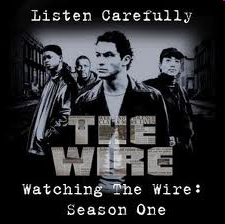 Listen Carefully
THE
WIRE
Watching The Wire:
Season One